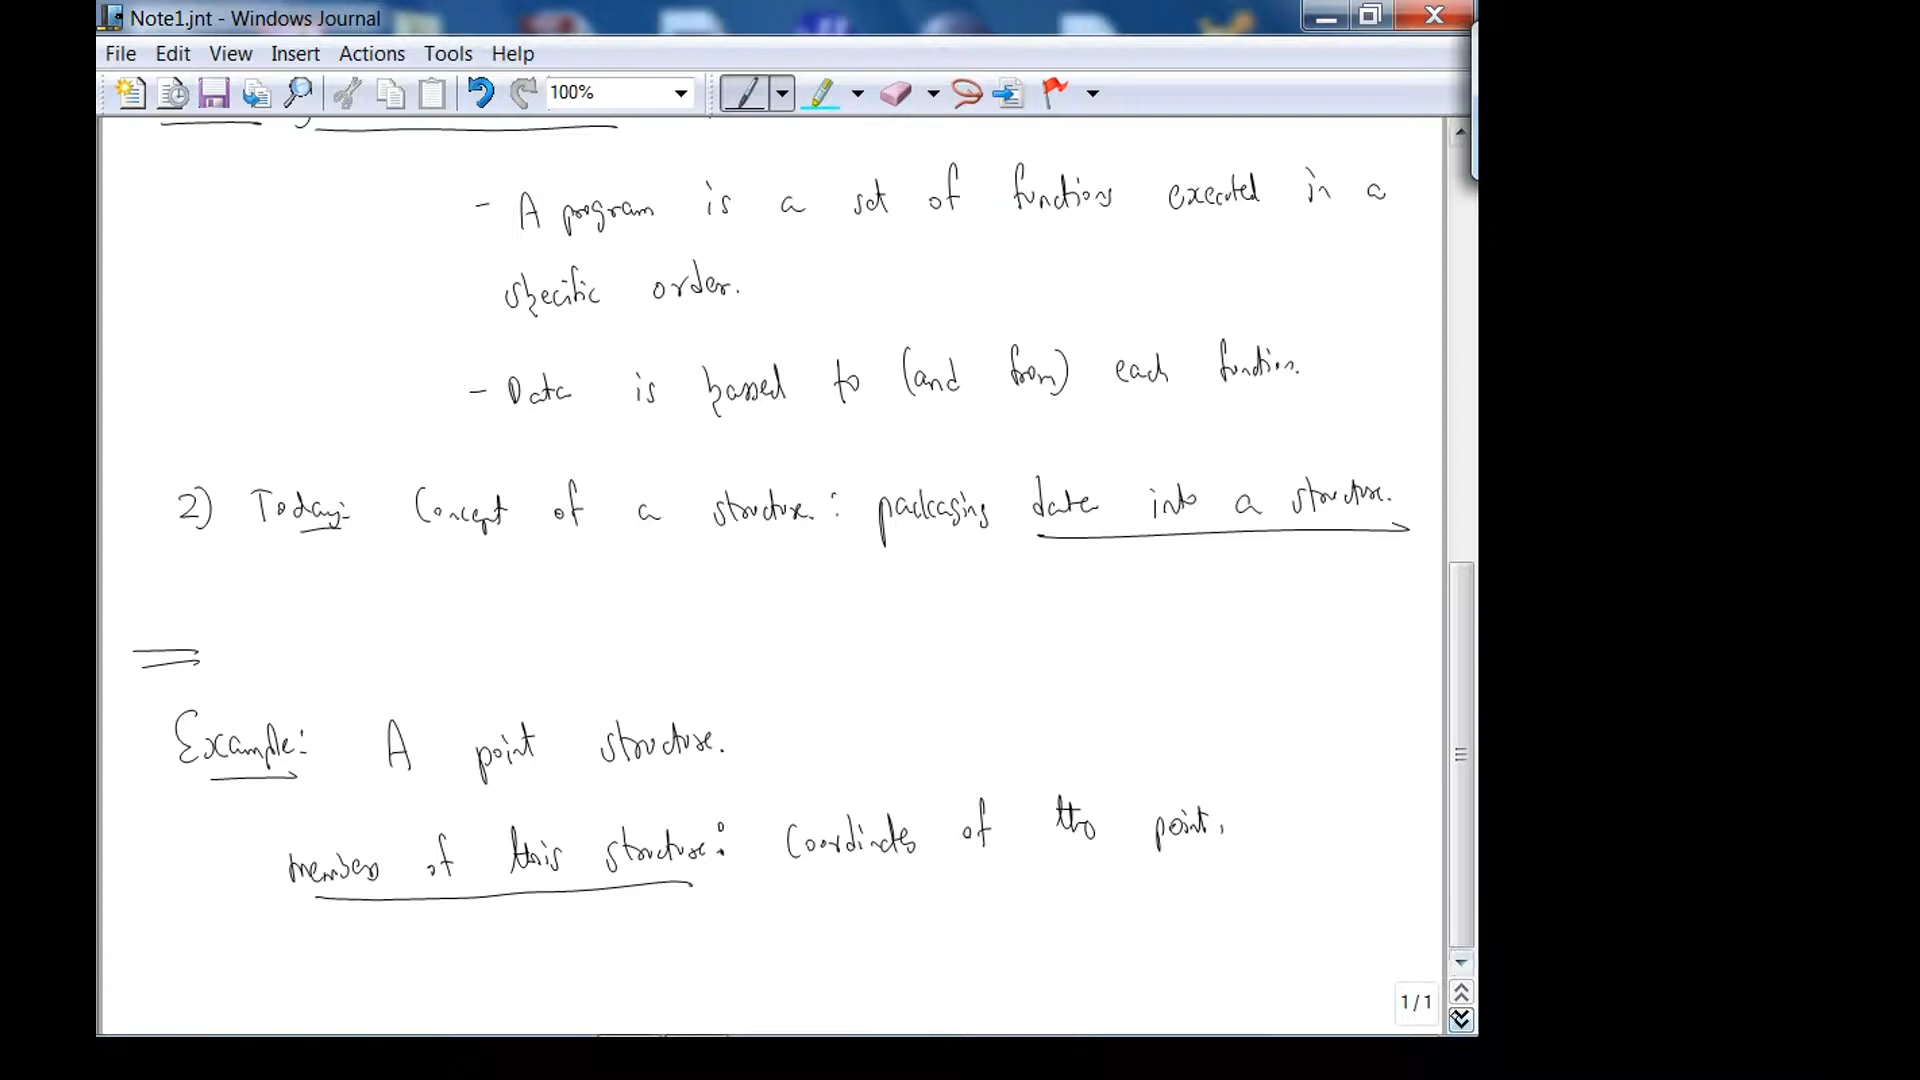 Note1.jnt - Windows Journal
File Edit View Insert Actions Tools Help
100%
- A program is a set of functions executed in a
specific order.
- Data is passed to (and from) each function.
2) Today: Concept of a structure : packaging data into a structure.
Example: A point structure.
members of this structure: Coordinates of the point.
1/1